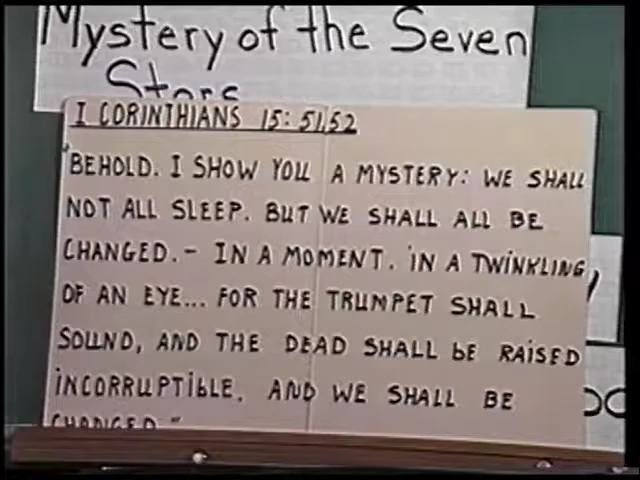 Mystery of the Seven
Stars
I CORINTHIANS 15: 51,52
"BEHOLD. I SHOW YOU A MYSTERY: WE SHALL
NOT ALL SLEEP. BUT WE SHALL ALL BE
CHANGED. - IN A MOMENT. IN A TWINKLING
OF AN EYE... FOR THE TRUMPET SHALL
SOUND, AND THE DEAD SHALL BE RAISED
INCORRUPTIBLE. AND WE SHALL BE
CHANGED"